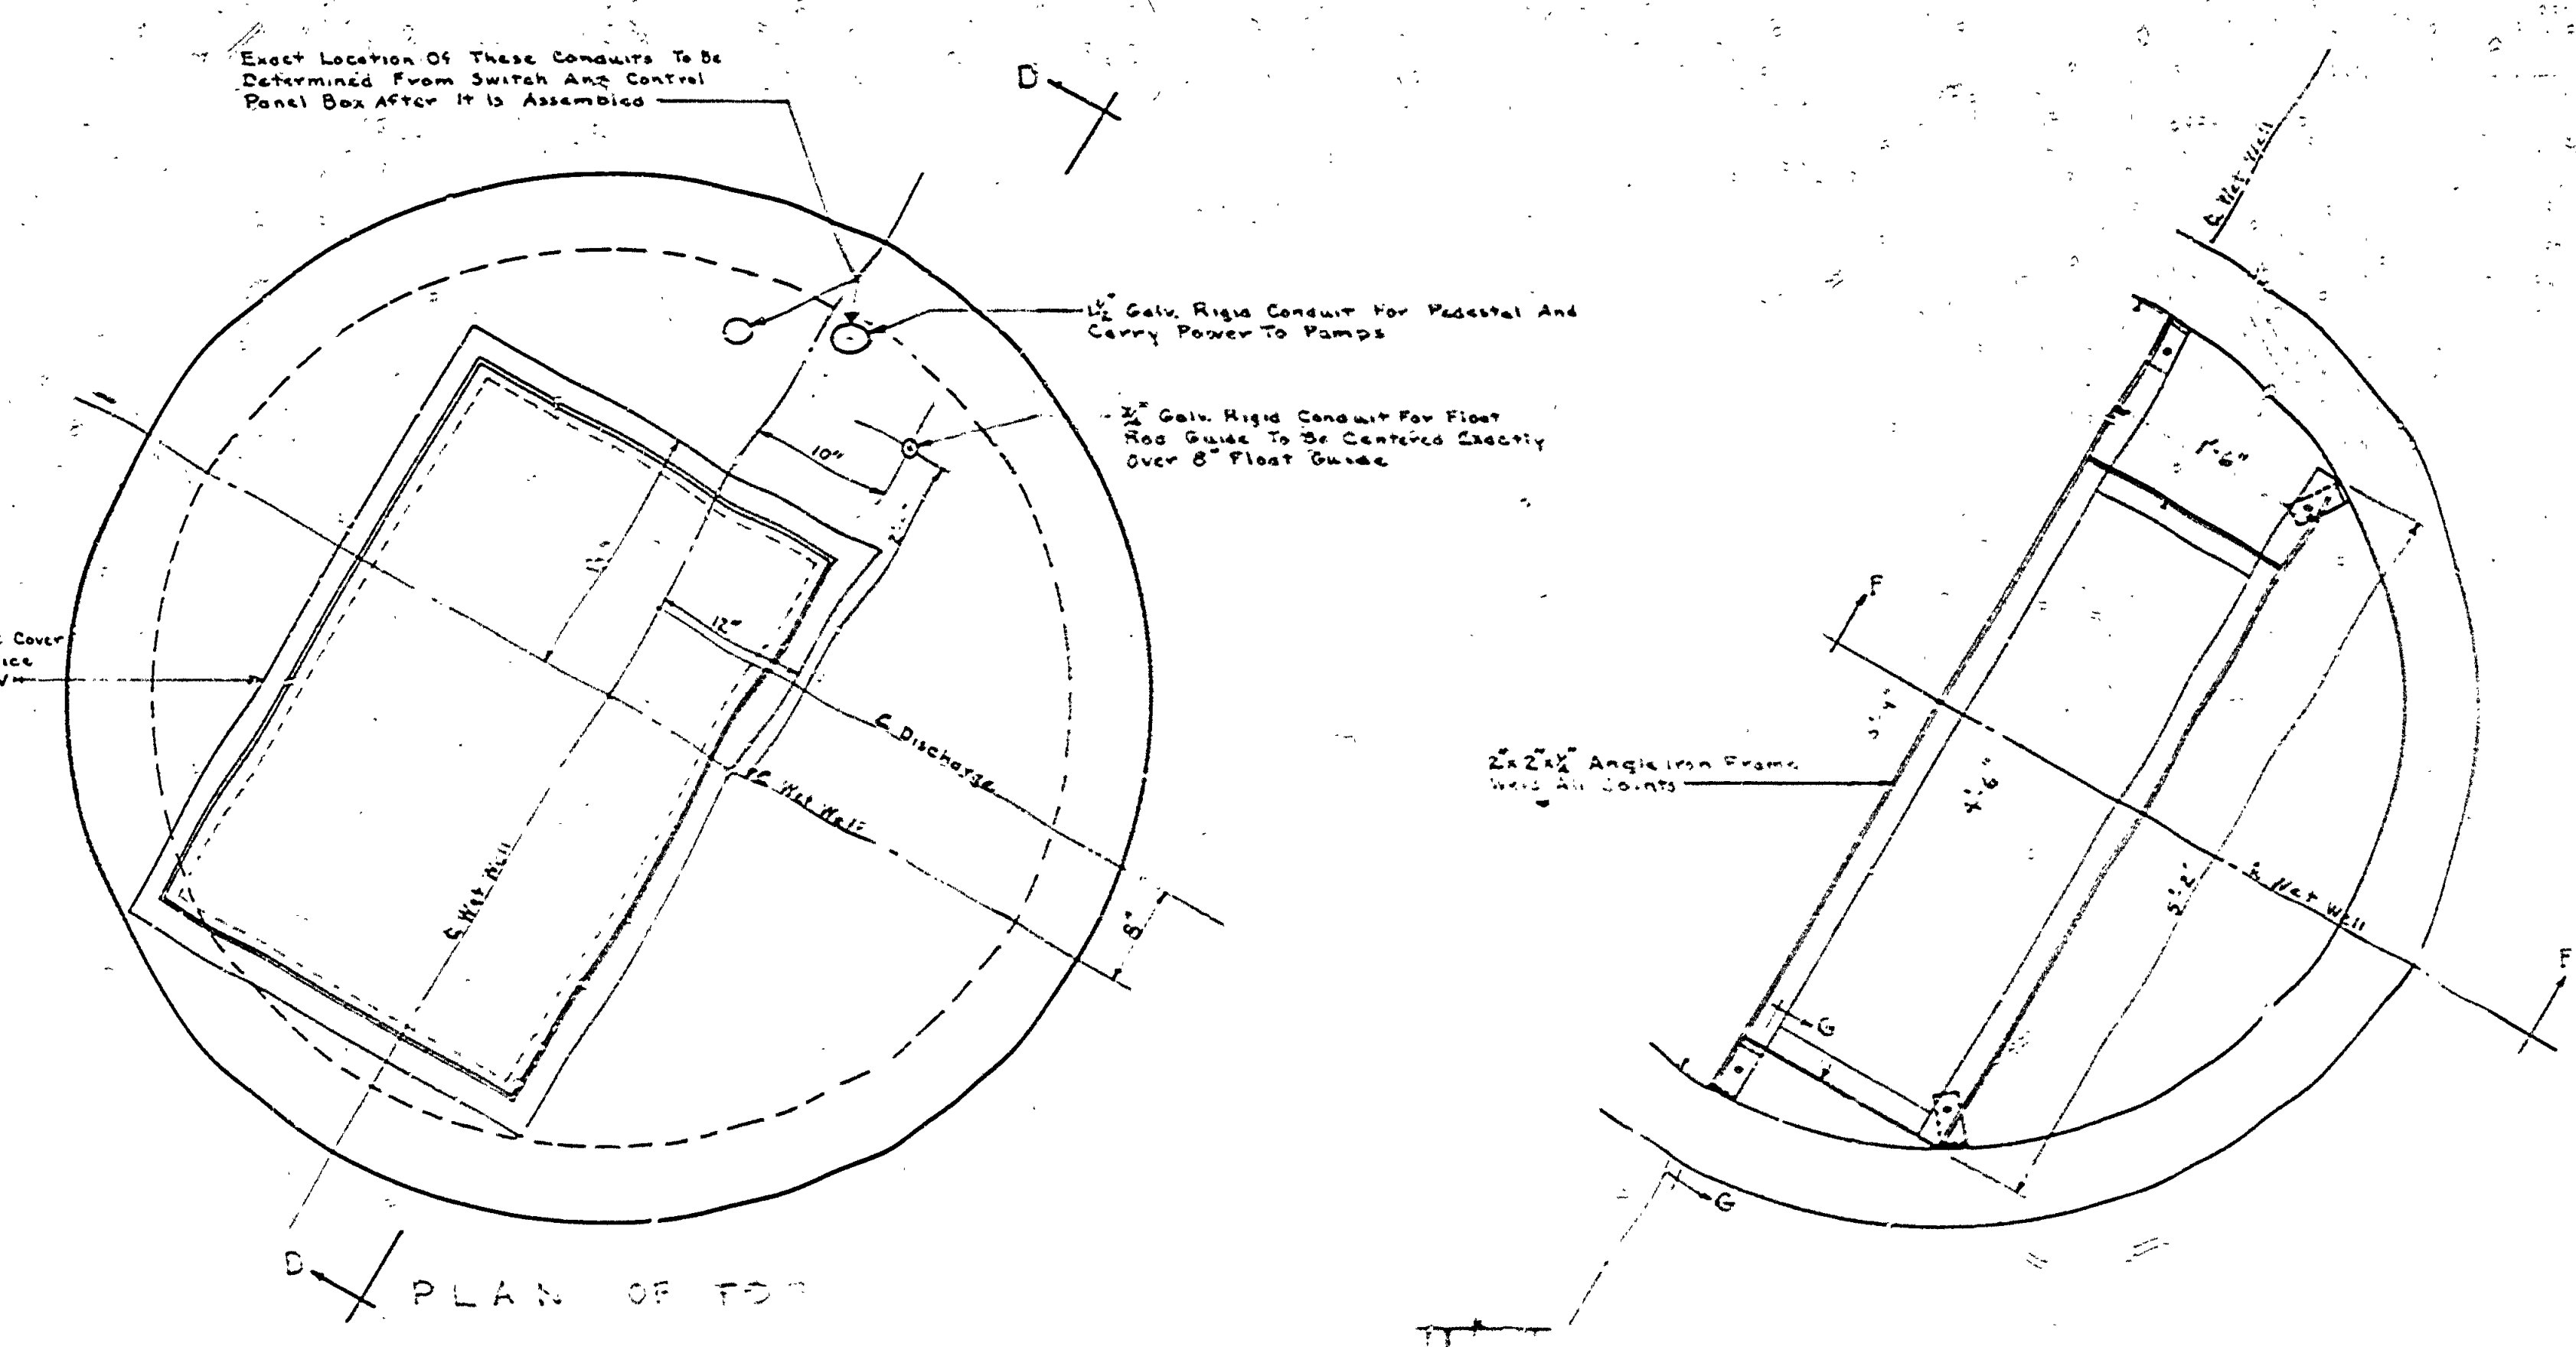 Exact Location Of These Conduits To Be
Determined From Switch And Control
Panel Box After It Is Assembled
D
1½" Galv. Rigid Conduit For Pedestal And
Carry Power To Pumps
¾" Galv. Rigid Conduit For Float
Rod Guide To Be Centered Exactly
Over 8" Float Guide
10"
12"
Cover
℄ Discharge
℄ Wet Well
℄ Wet Well
8"
D
PLAN OF TOP
℄ Wet Well
1'-6"
F
2"x2"x¼" Angle Iron Frame
Weld All Joints
4'-6"
5'-2"
℄ Wet Well
F
G
G